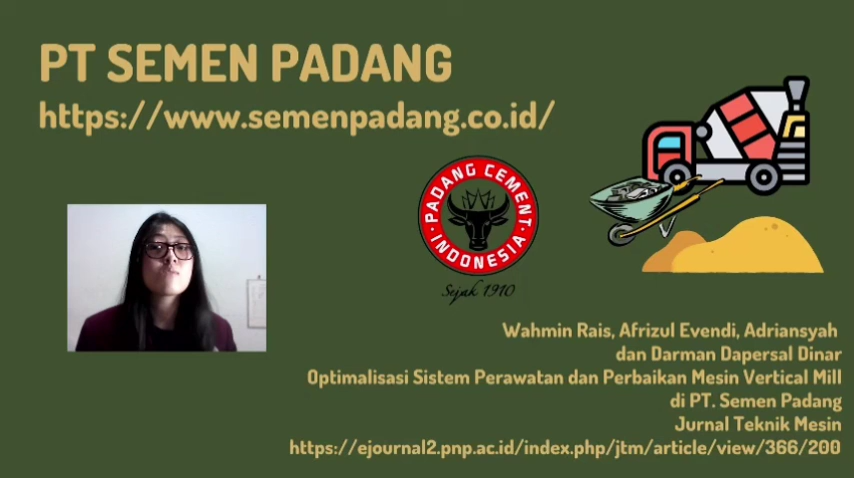 PT SEMEN PADANG
https://www.semenpadang.co.id/
PADANG CEMENT
INDONESIA
Sejak 1910
Wahmin Rais, Afrizul Evendi, Adriansyah
dan Darman Dapersal Dinar
Optimalisasi Sistem Perawatan dan Perbaikan Mesin Vertical Mill
di PT. Semen Padang
Jurnal Teknik Mesin
https://ejournal2.pnp.ac.id/index.php/jtm/article/view/366/200